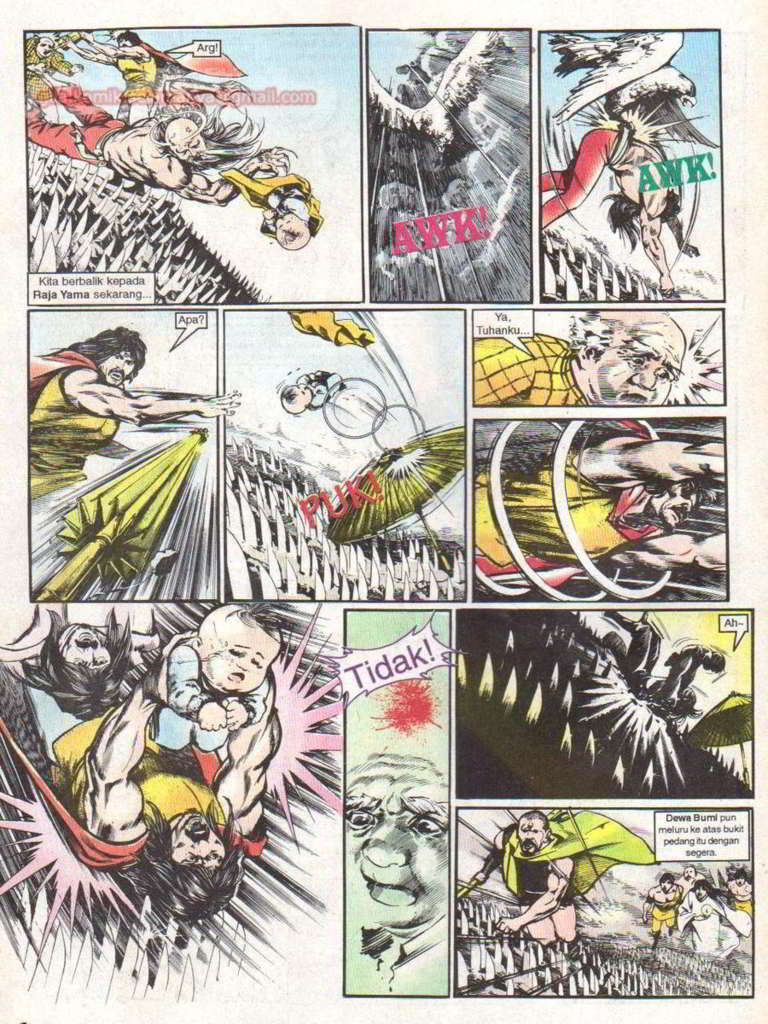 Arg!
Kita berbalik kepada
Raja Yama sekarang...
AWK!
AWK!
Apa?
PUK!
Ya,
Tuhanku...
Tidak!
Ah~
Dewa Bumi pun
meluru ke atas bukit
pedang itu dengan
segera.